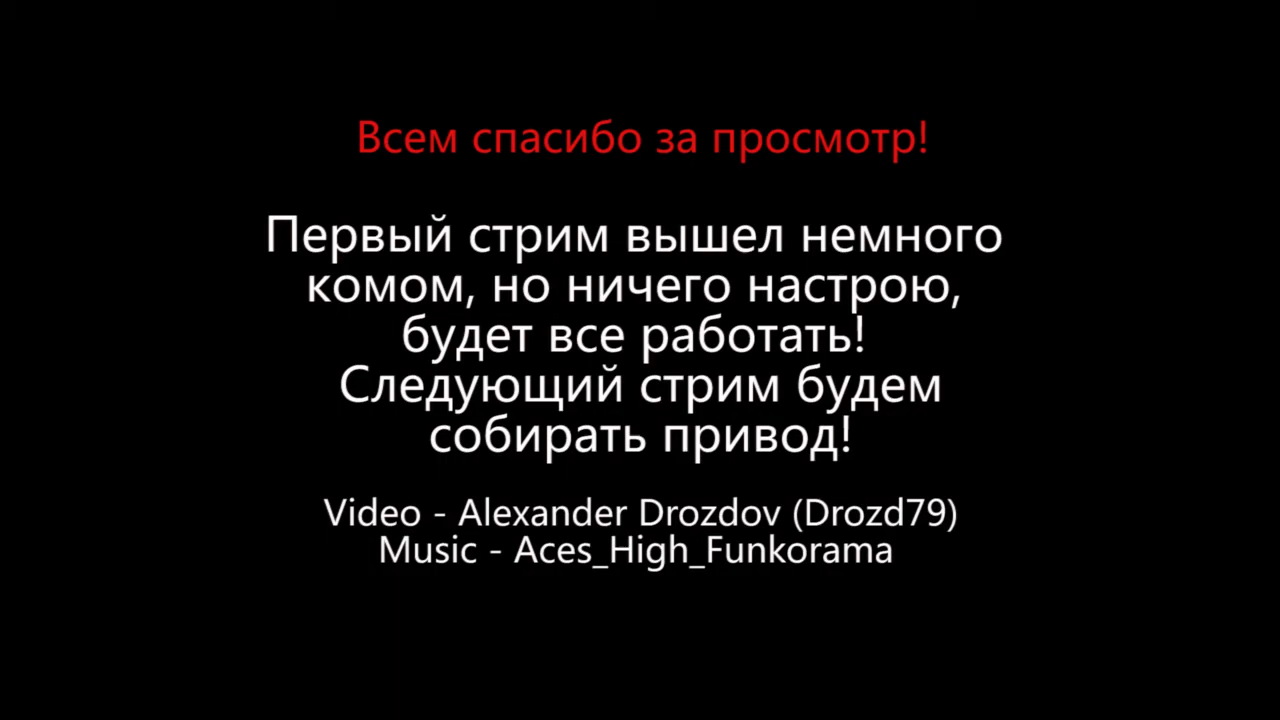 Всем спасибо за просмотр!
Первый стрим вышел немного
комом, но ничего настрою,
будет все работать!
Следующий стрим будем
собирать привод!
Video - Alexander Drozdov (Drozd79)
Music - Aces_High_Funkorama